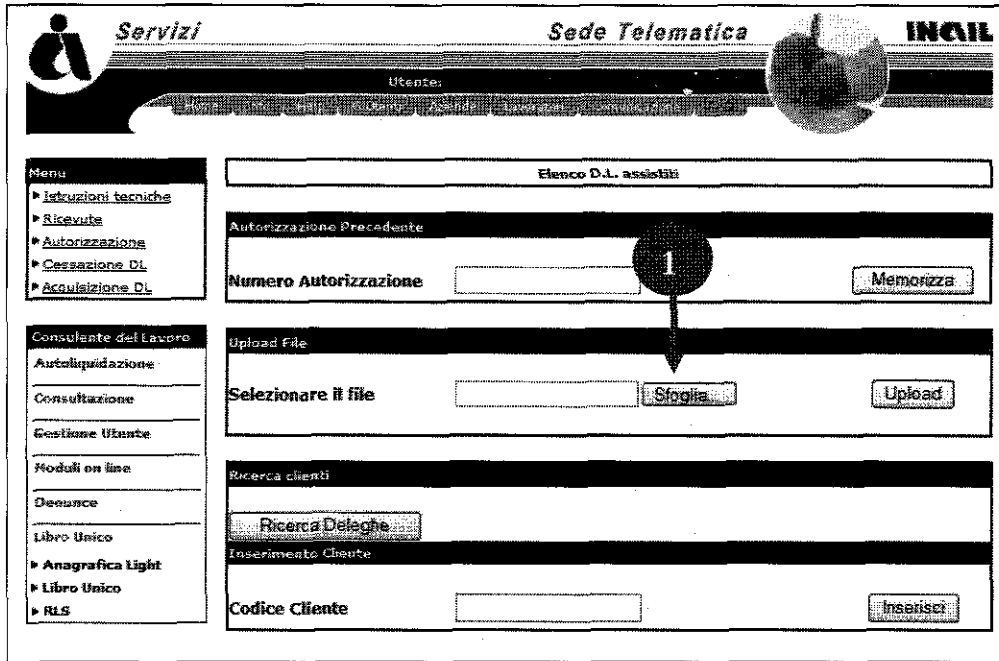 Servizi
Sede Telematica
INAIL
Utente:
Menu
Istruzioni tecniche
Ricevute
Autorizzazione
Cessazione DL
Acquisizione DL
Consulente del Lavoro
Autoliquidazione
Consultazione
Gestione Utente
Moduli on line
Denunce
Libro Unico
Anagrafica Light
Libro Unico
RLS
Elenco D.L. assistiti
Autorizzazione Precedente
1
Numero Autorizzazione
Memorizza
Upload File
Selezionare il file
Sfoglia...
Upload
Ricerca clienti
Ricerca Deleghe
Inserimento Cliente
Codice Cliente
Inserisci